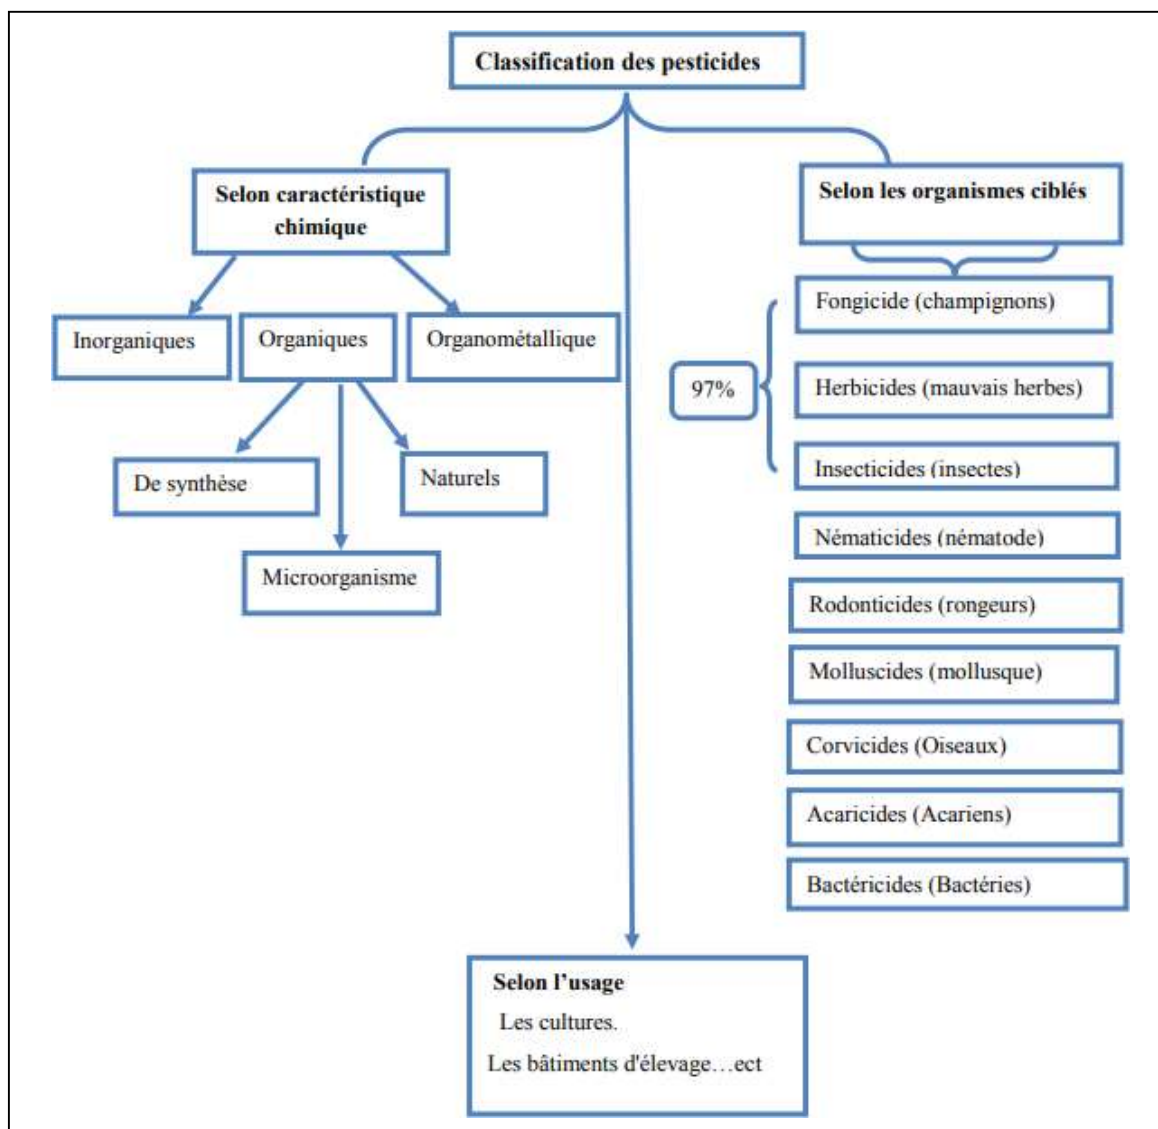 Classification des pesticides
Selon caractéristique
chimique
Inorganiques
Organiques
Organométallique
De synthèse
Naturels
Microorganisme
Selon les organismes ciblés
97%
Fongicide (champignons)
Herbicides (mauvais herbes)
Insecticides (insectes)
Nématicides (nématode)
Rodonticides (rongeurs)
Molluscides (mollusque)
Corvicides (Oiseaux)
Acaricides (Acariens)
Bactéricides (Bactéries)
Selon l’usage
Les cultures.
Les bâtiments d'élevage…ect